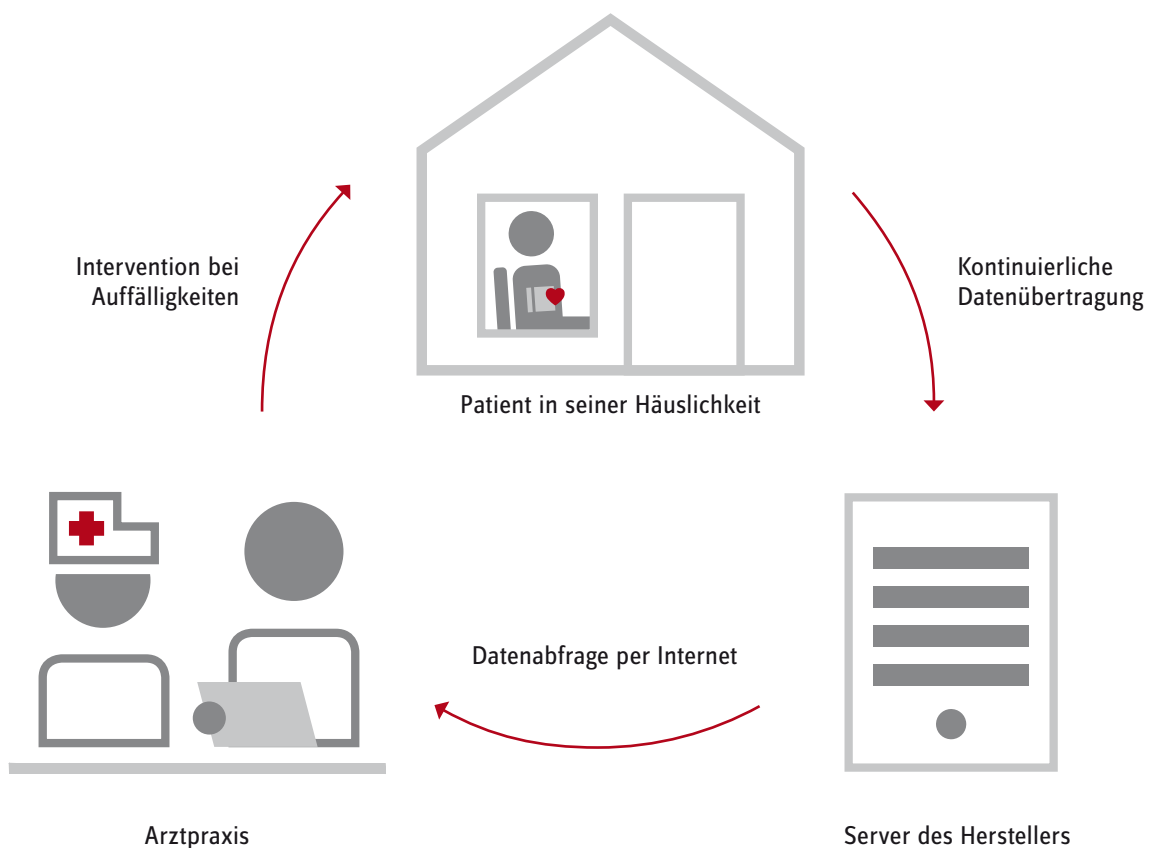 Intervention bei
Auffälligkeiten
Kontinuierliche
Datenübertragung
Patient in seiner Häuslichkeit
Datenabfrage per Internet
Arztpraxis
Server des Herstellers